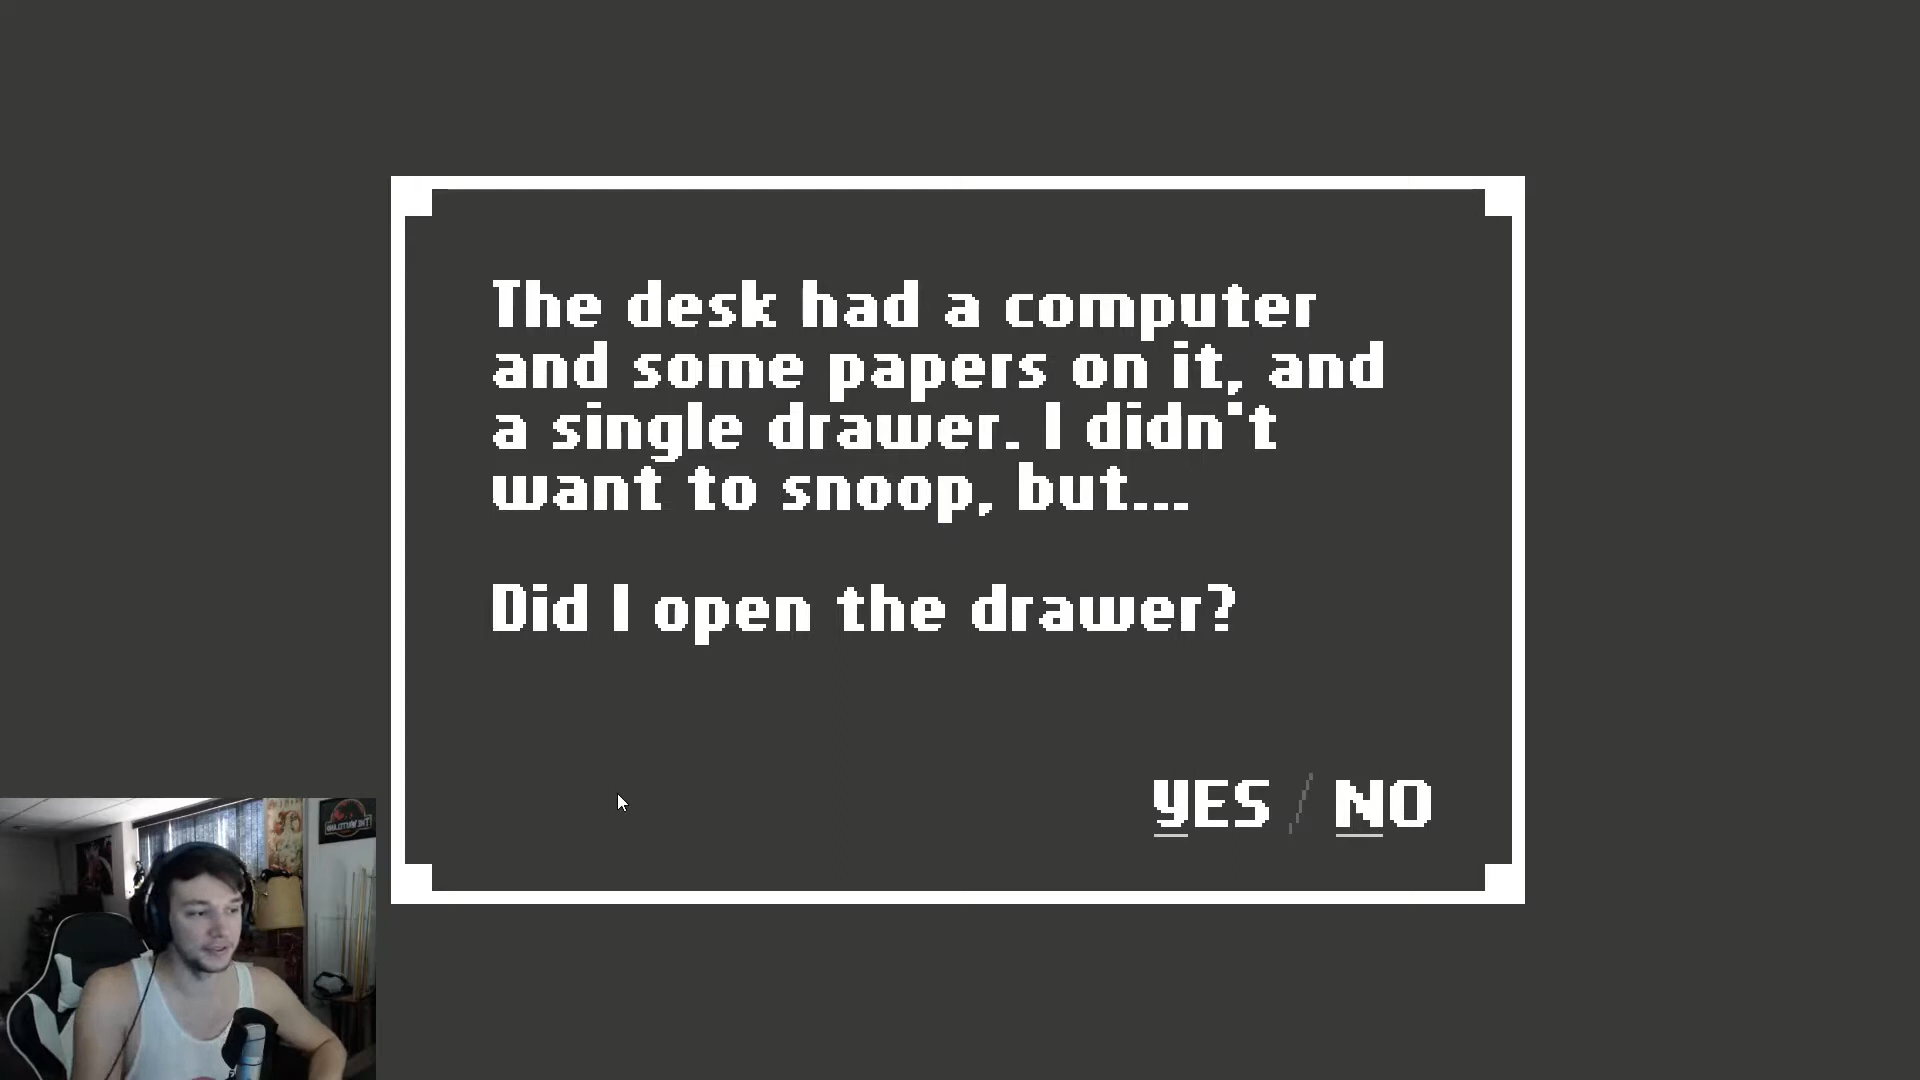 The desk had a computer
and some papers on it, and
a single drawer. I didn't
want to snoop, but...
Did I open the drawer?
YES / NO